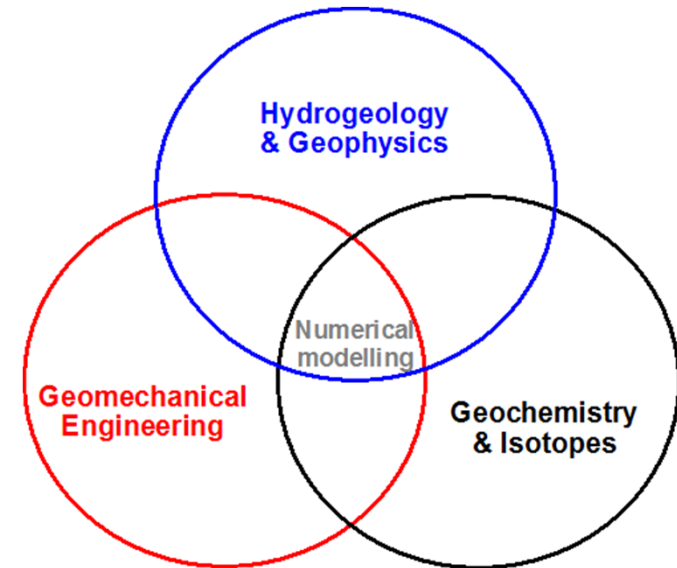 Hydrogeology
& Geophysics
Numerical
modelling
Geomechanical
Engineering
Geochemistry
& Isotopes